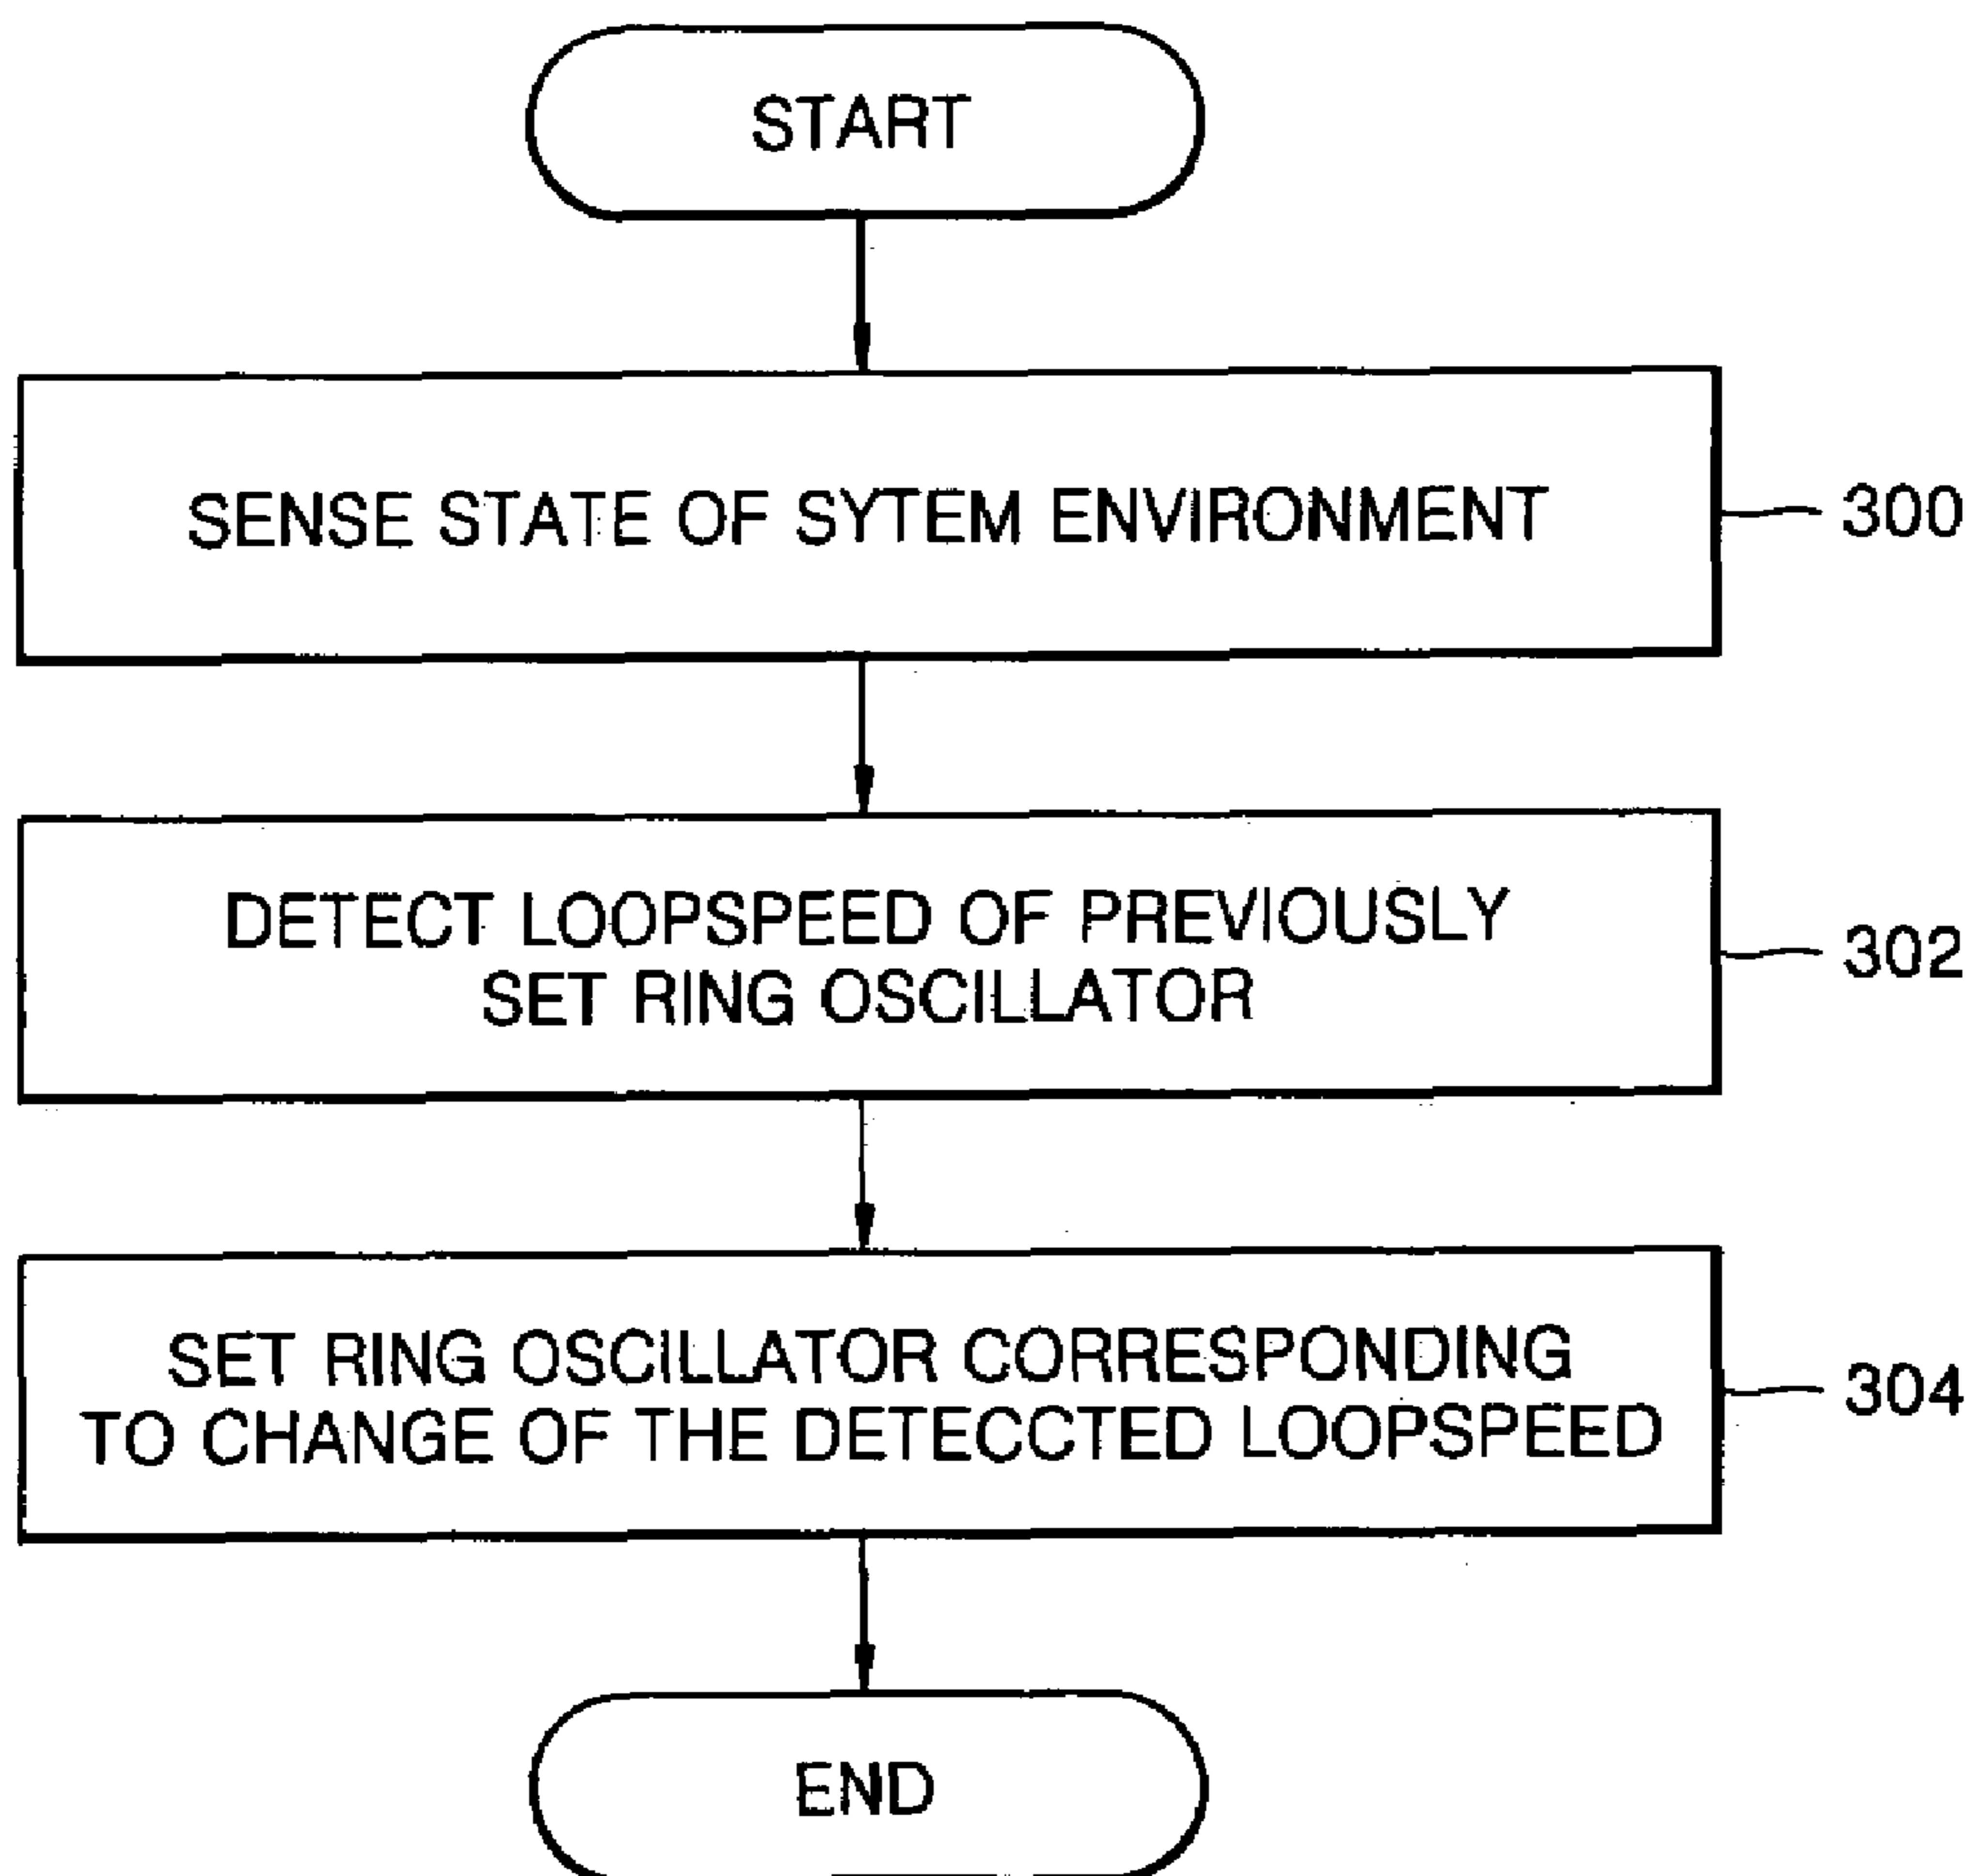 START
SENSE STATE OF SYTEM ENVIRONMENT
300
DETECT LOOPSPEED OF PREVIOUSLY
SET RING OSCILLATOR
302
SET RING OSCILLATOR CORRESPONDING
TO CHANGE OF THE DETECCTED LOOPSPEED
304
END